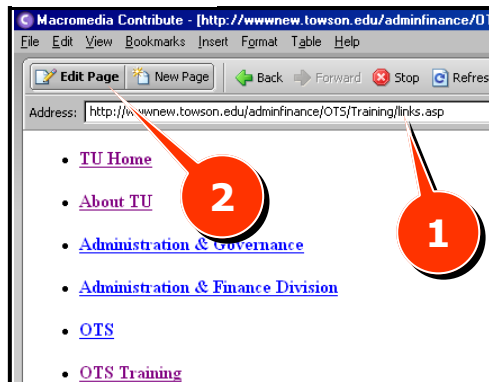 Macromedia Contribute - [http://wwwnew.towson.edu/adminfinance/OT
File Edit View Bookmarks Insert Format Table Help
Edit Page New Page Back Forward Stop Refres
Address: http://wwwnew.towson.edu/adminfinance/OTS/Training/links.asp
• TU Home
• About TU
2
1
• Administration & Governance
• Administration & Finance Division
• OTS
• OTS Training